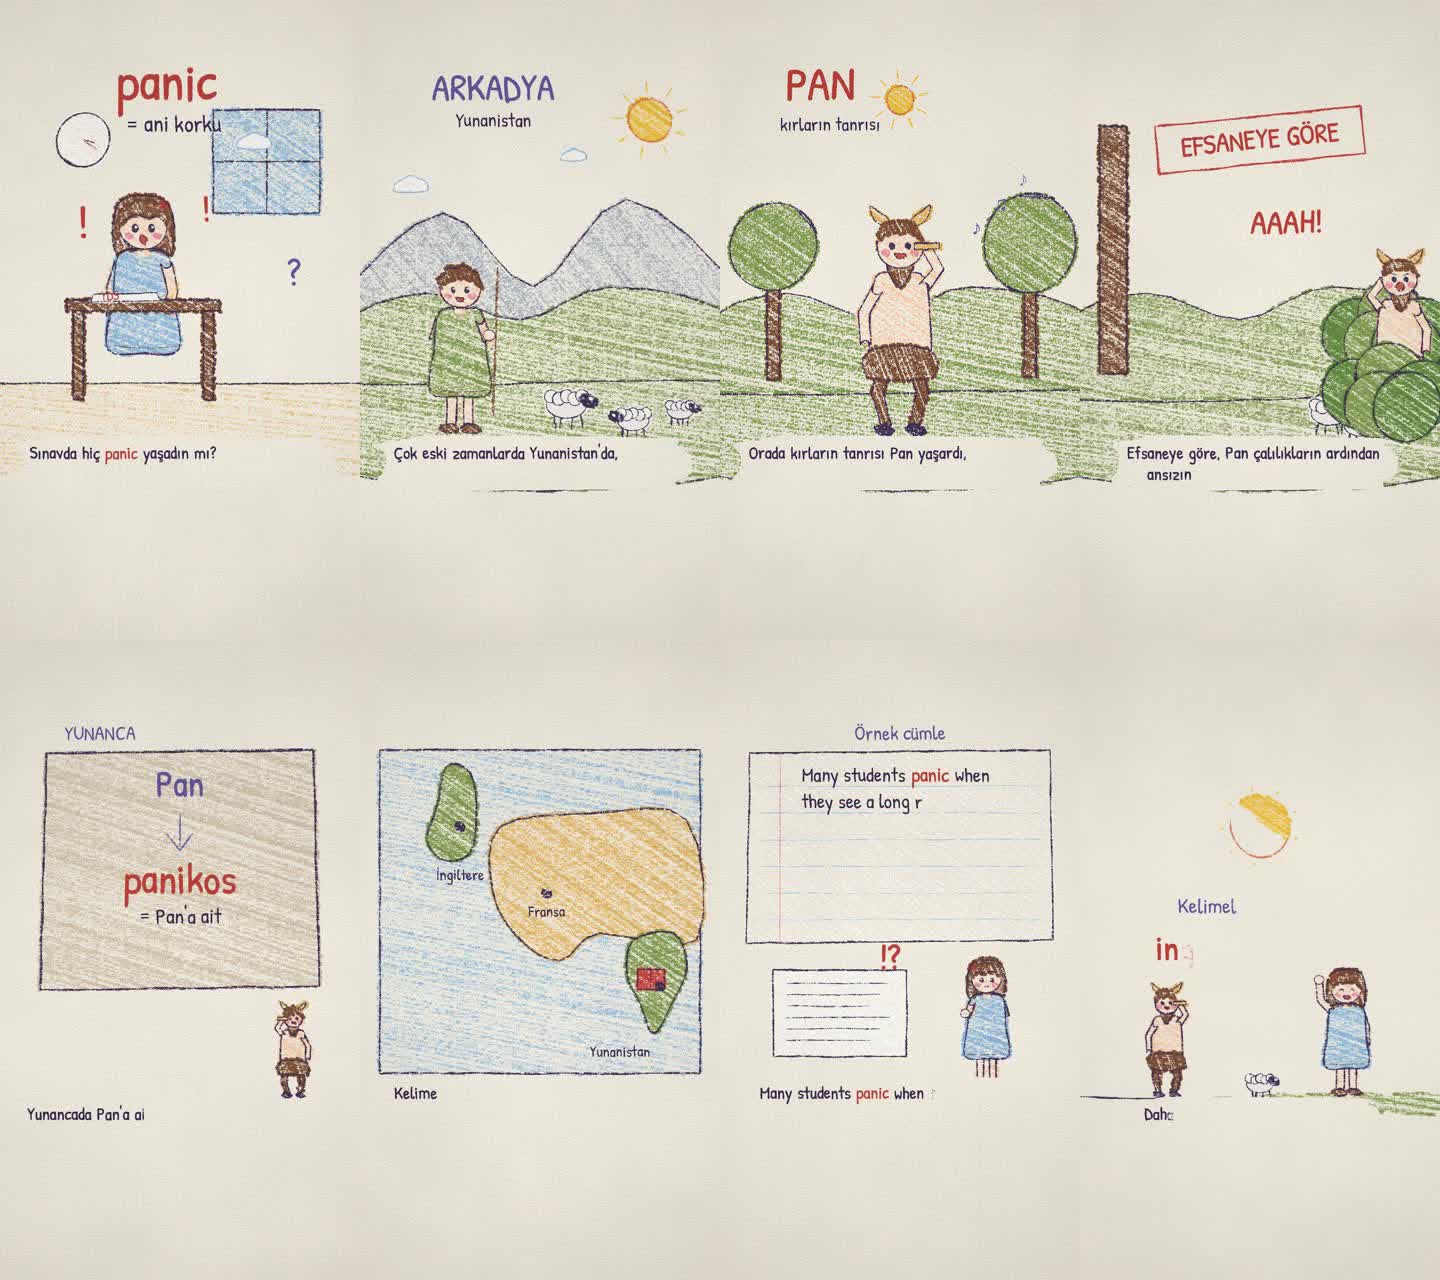 panic
= ani korku
!
!
?
YDS
Sınavda hiç panic yaşadın mı?
ARKADYA
Yunanistan
Çok eski zamanlarda Yunanistan'da,
PAN
kırların tanrısı
Orada kırların tanrısı Pan yaşardı,
EFSANEYE GÖRE
AAAH!
Efsaneye göre, Pan çalılıkların ardından
ansızın
YUNANCA
Pan
panikos
= Pan'a ait
Yunancada Pan'a ai
İngiltere
Fransa
Yunanistan
Kelime
Örnek cümle
Many students panic when
they see a long r
!?
Many students panic when
Kelimel
in
Daha